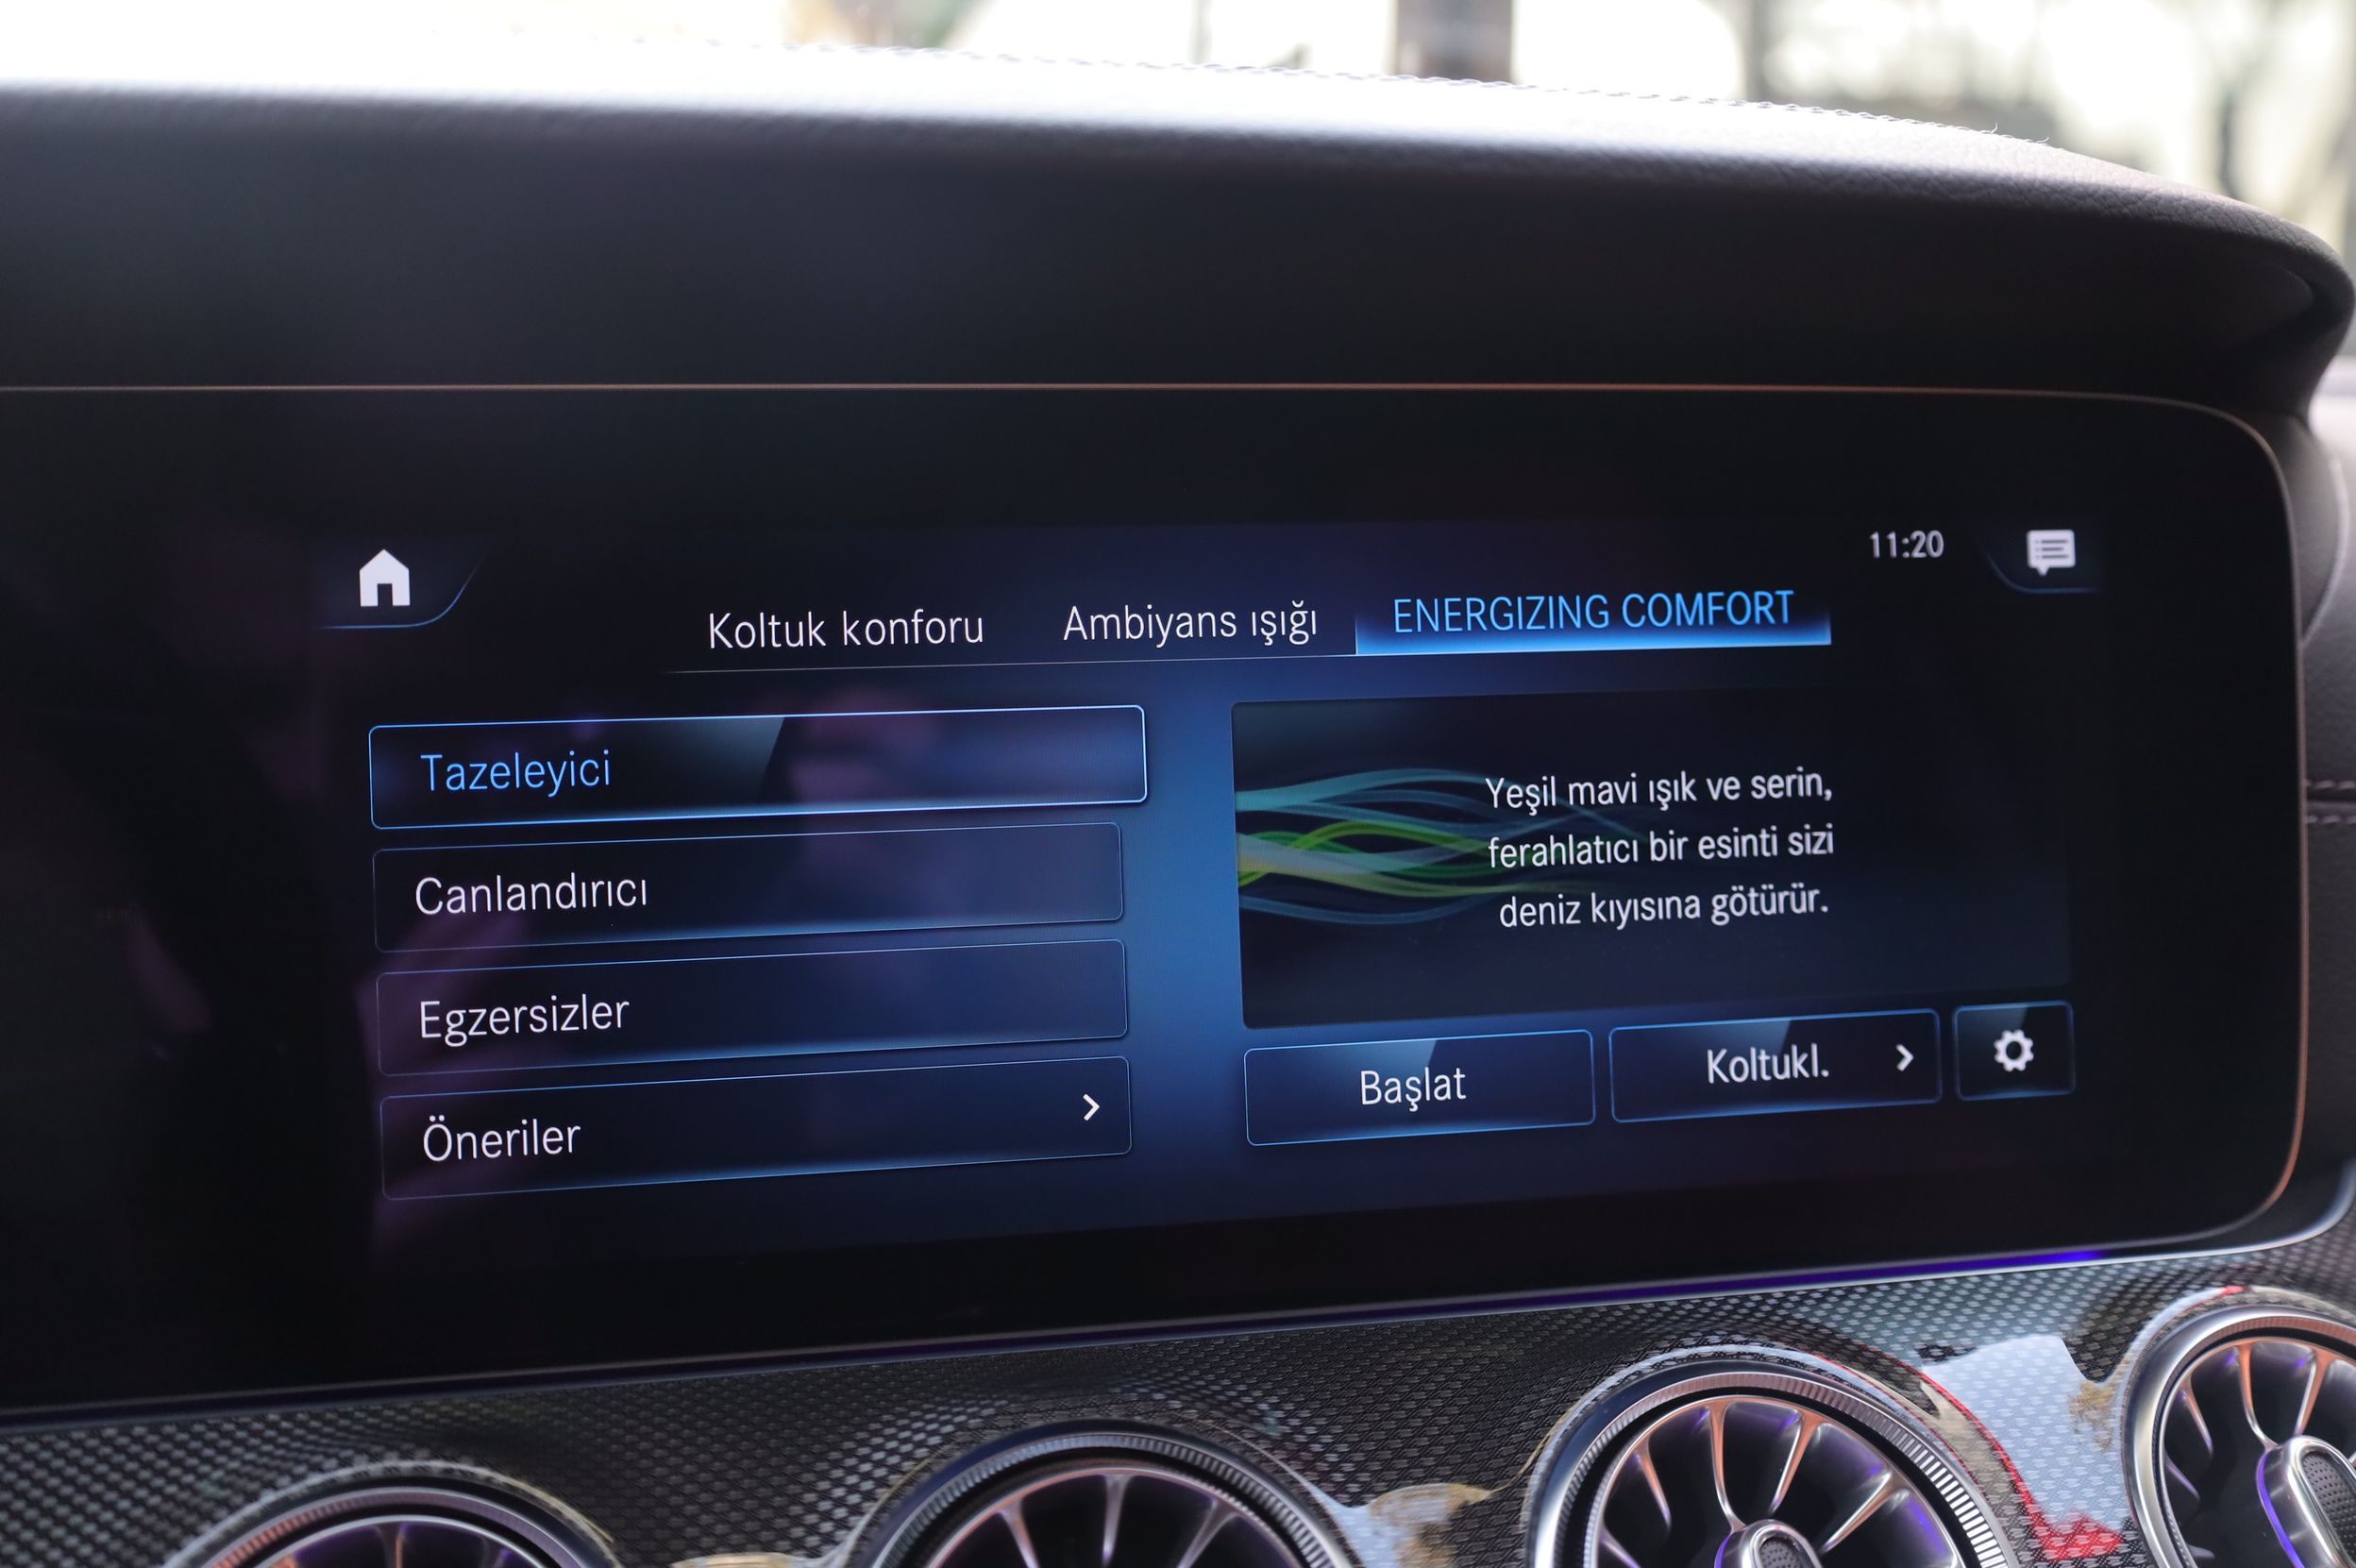 11:20
Koltuk konforu Ambiyans ışığı ENERGIZING COMFORT
Tazeleyici
Canlandırıcı
Egzersizler
Öneriler
Yeşil mavi ışık ve serin,
ferahlatıcı bir esinti sizi
deniz kıyısına götürür.
Başlat Koltukl.